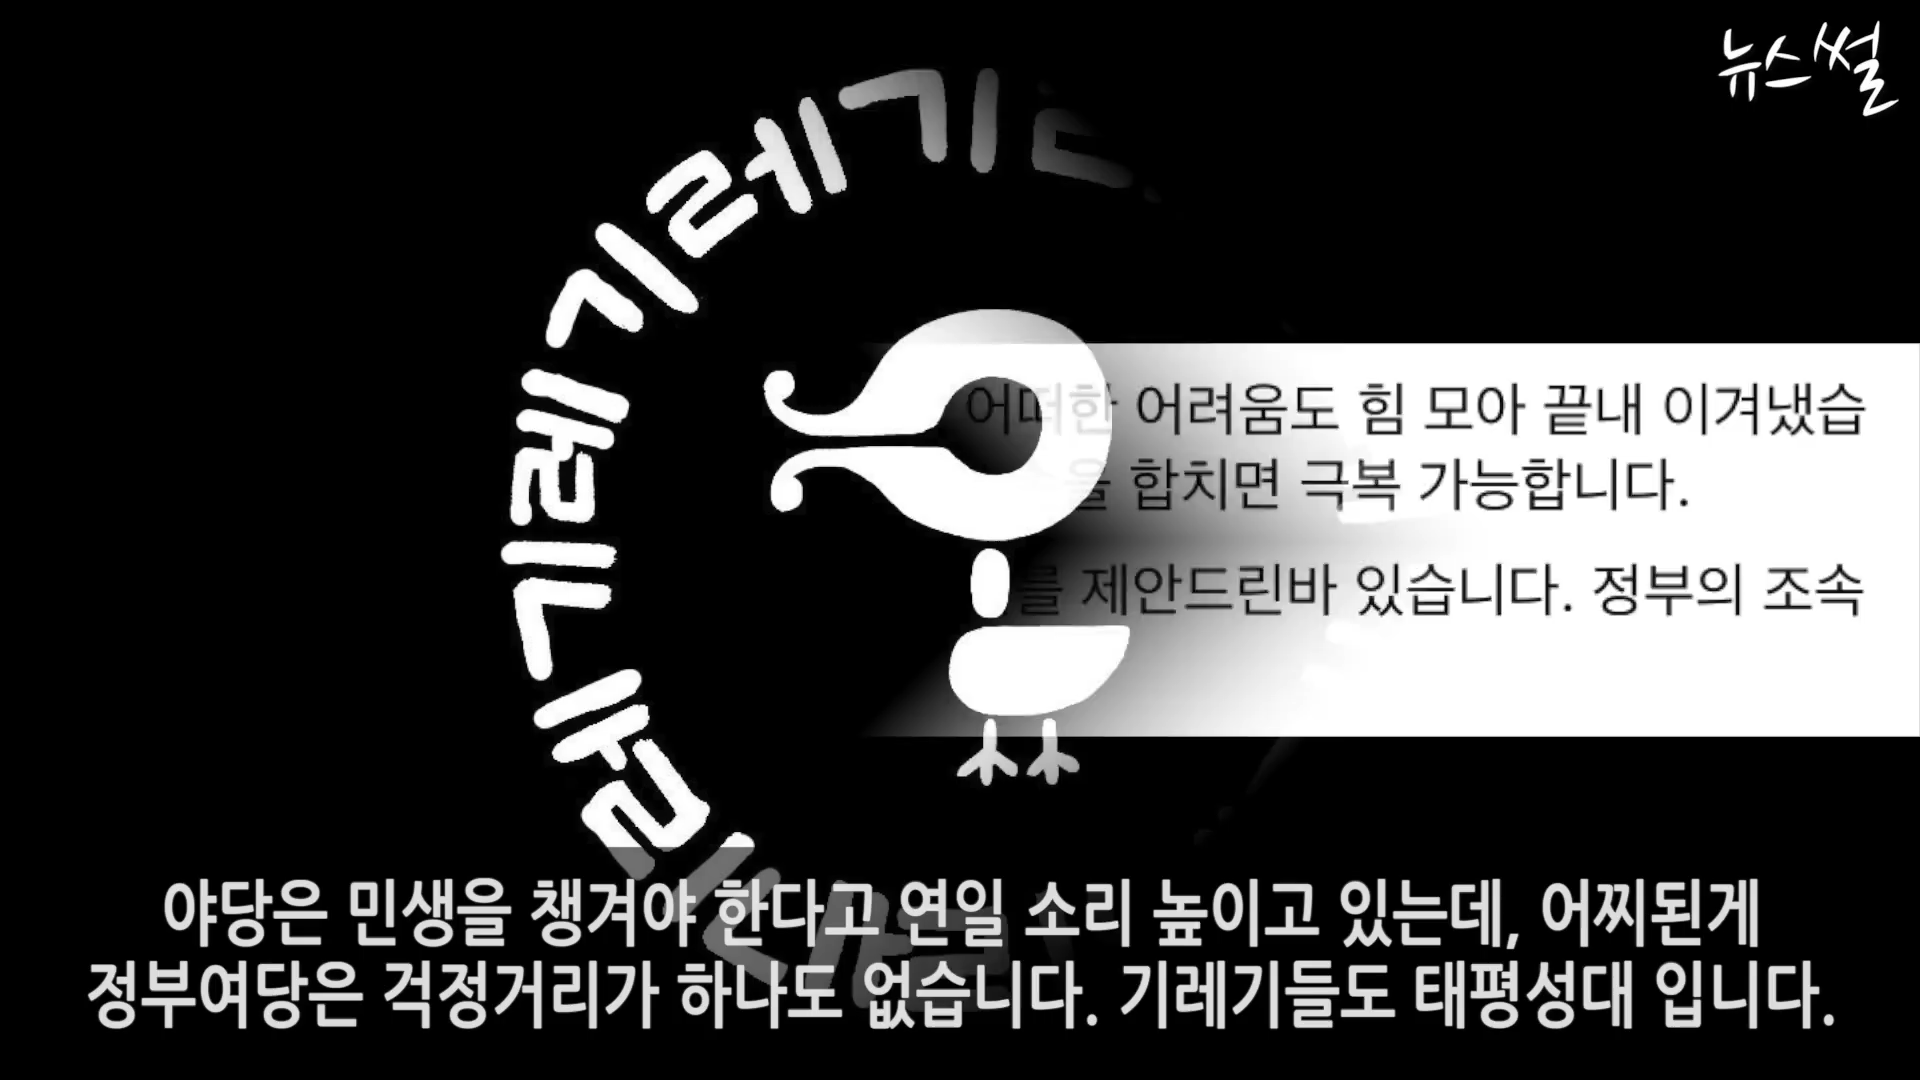 뉴스썰
기레기레기레기레기
어떠한 어려움도 힘 모아 끝내 이겨냈습
을 합치면 극복 가능합니다.
를 제안드린바 있습니다. 정부의 조속
야당은 민생을 챙겨야 한다고 연일 소리 높이고 있는데, 어찌된게
정부여당은 걱정거리가 하나도 없습니다. 기레기들도 태평성대 입니다.